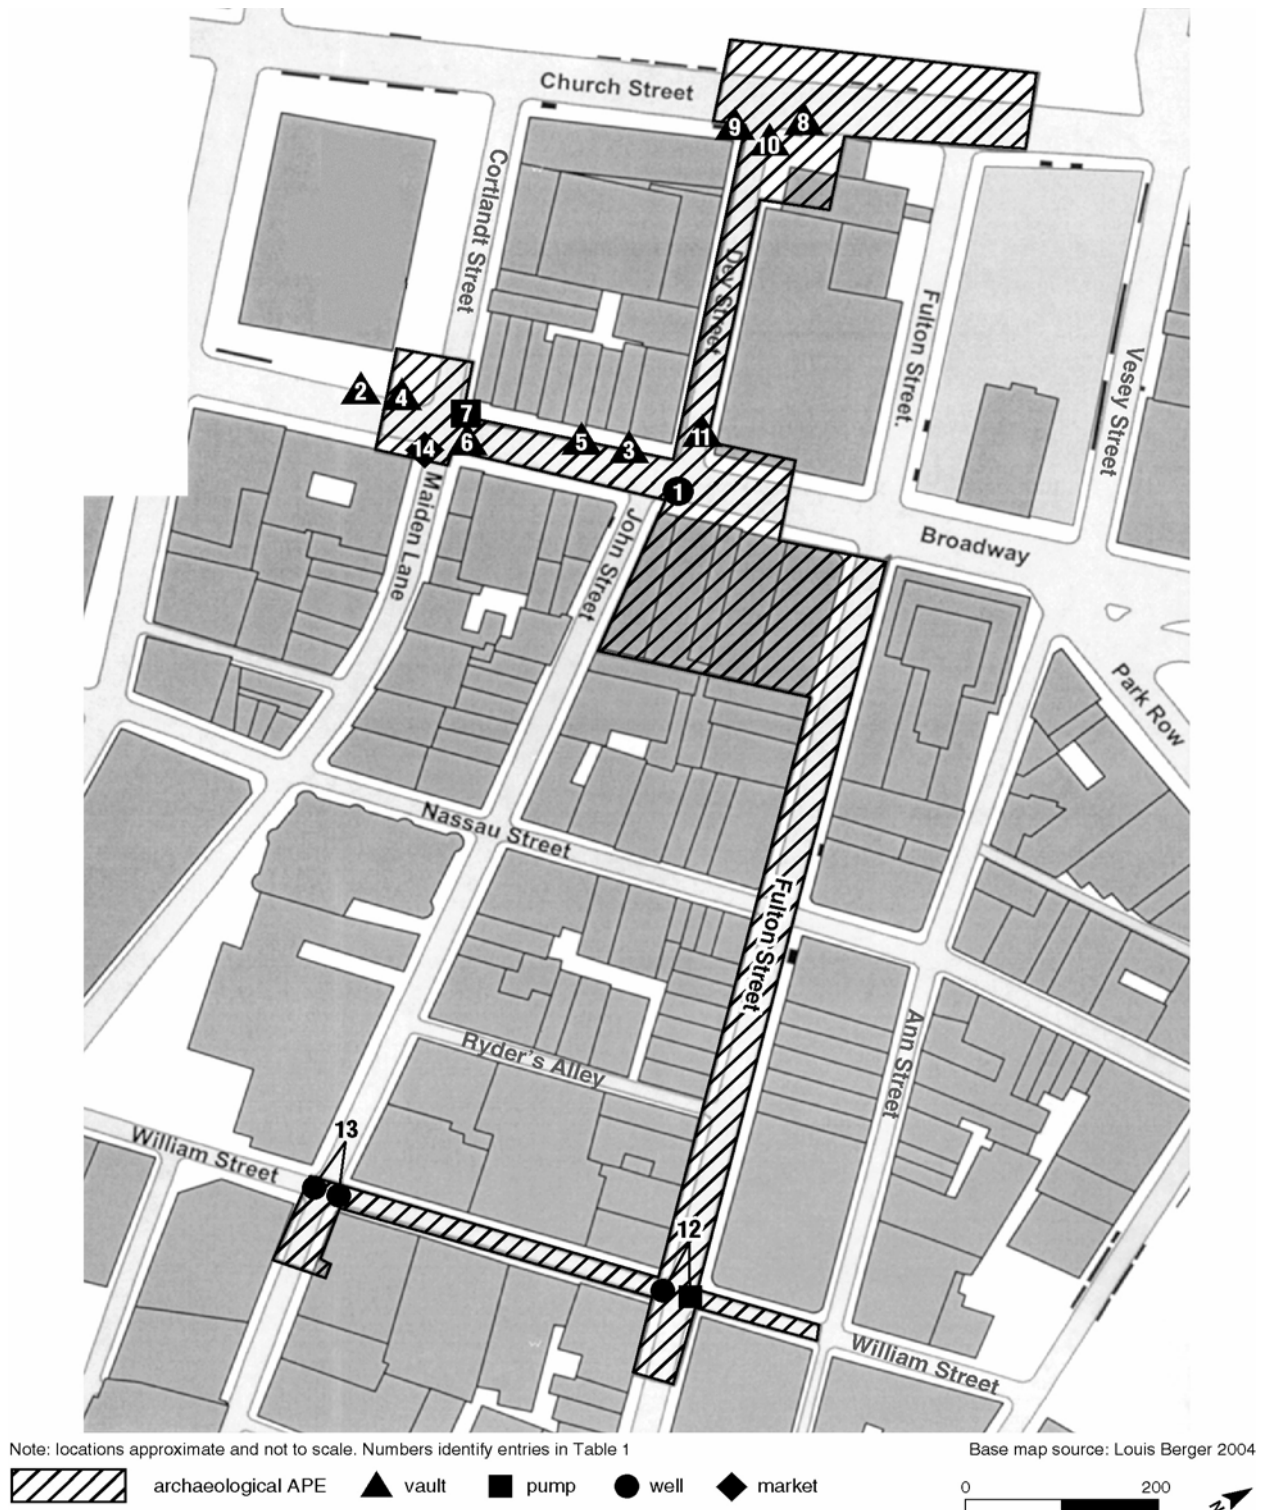 Church Street
9
8
10
Cortlandt Street
Dey Street
Fulton Street.
Vesey Street
2
4
7
6
5
3
11
14
1
Maiden Lane
John Street
Broadway
Park Row
Nassau Street
Fulton Street
Ann Street
Ryder's Alley
William Street
13
12
William Street
Note: locations approximate and not to scale. Numbers identify entries in Table 1
Base map source: Louis Berger 2004
archaeological APE
vault
pump
well
market
0
200
N